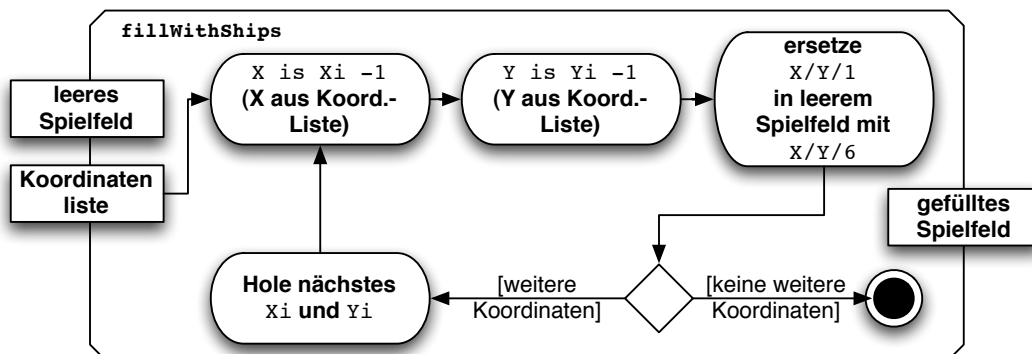 fillWithShips
leeres
Spielfeld
Koordinaten
liste
X is Xi -1
(X aus Koord.-
Liste)
Y is Yi -1
(Y aus Koord.-
Liste)
ersetze
X/Y/1
in leerem
Spielfeld mit
X/Y/6
gefülltes
Spielfeld
Hole nächstes
Xi und Yi
[weitere
Koordinaten]
[keine weitere
Koordinaten]